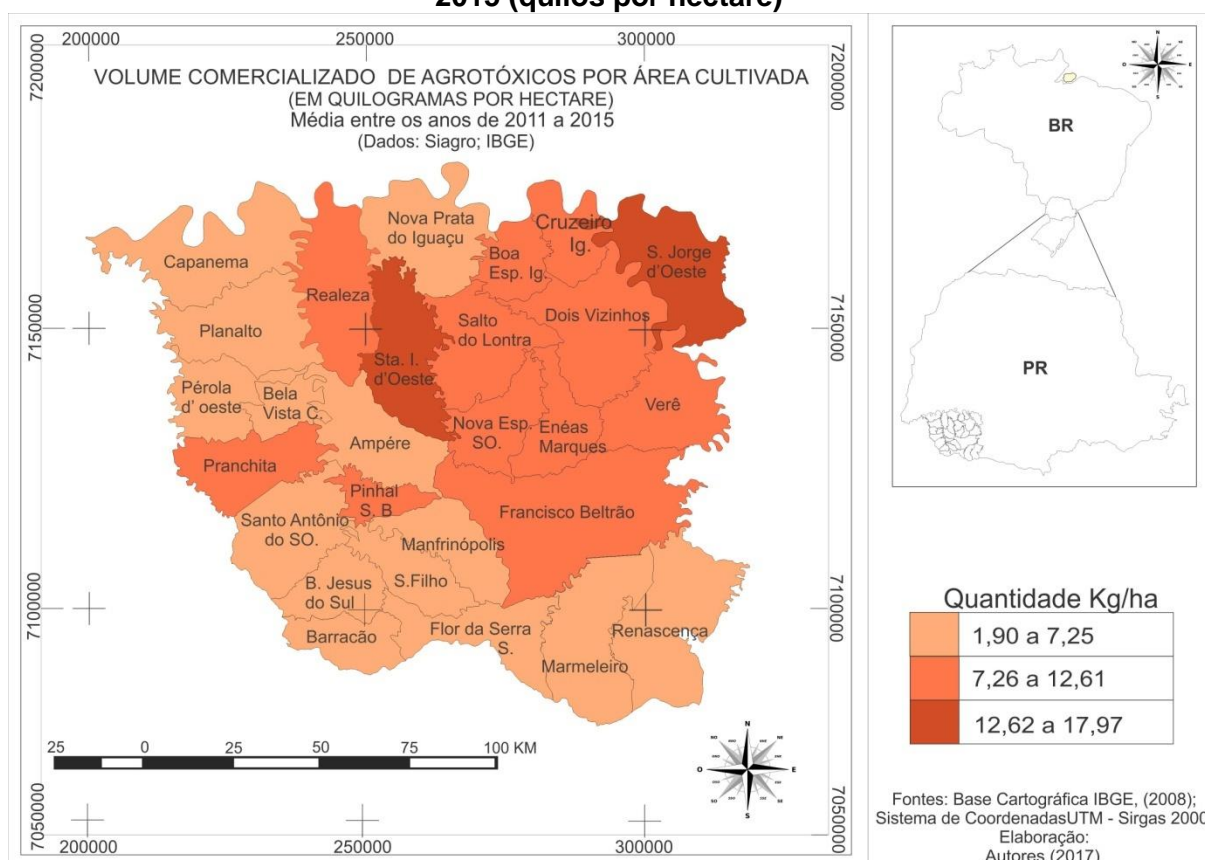 2015 (quilos por hectare)
200000
250000
300000
7200000
7200000
VOLUME COMERCIALIZADO DE AGROTÓXICOS POR ÁREA CULTIVADA
(EM QUILOGRAMAS POR HECTARE)
Média entre os anos de 2011 a 2015
(Dados: Siagro; IBGE)
Nova Prata
do Iguaçu
Cruzeiro
Ig.
Capanema
Boa
Esp. Ig.
S. Jorge
d'Oeste
Realeza
7150000
7150000
Planalto
Salto
do Lontra
Dois Vizinhos
Sta. I.
d'Oeste
Pérola
d' oeste
Bela
Vista C.
Verê
Ampére
Nova Esp.
SO.
Enéas
Marques
Pranchita
Pinhal
S. B
Francisco Beltrão
Santo Antônio
do SO.
Manfrinópolis
S.Filho
B. Jesus
do Sul
7100000
7100000
Barracão
Flor da Serra
S.
Renascença
Marmeleiro
25 0 25 50 75 100 KM
N
O E
S
7050000
7050000
200000
250000
300000
N
O E
S
BR
PR
Quantidade Kg/ha
1,90 a 7,25
7,26 a 12,61
12,62 a 17,97
Fontes: Base Cartográfica IBGE, (2008);
Sistema de CoordenadasUTM - Sirgas 2000
Elaboração:
Autores (2017)